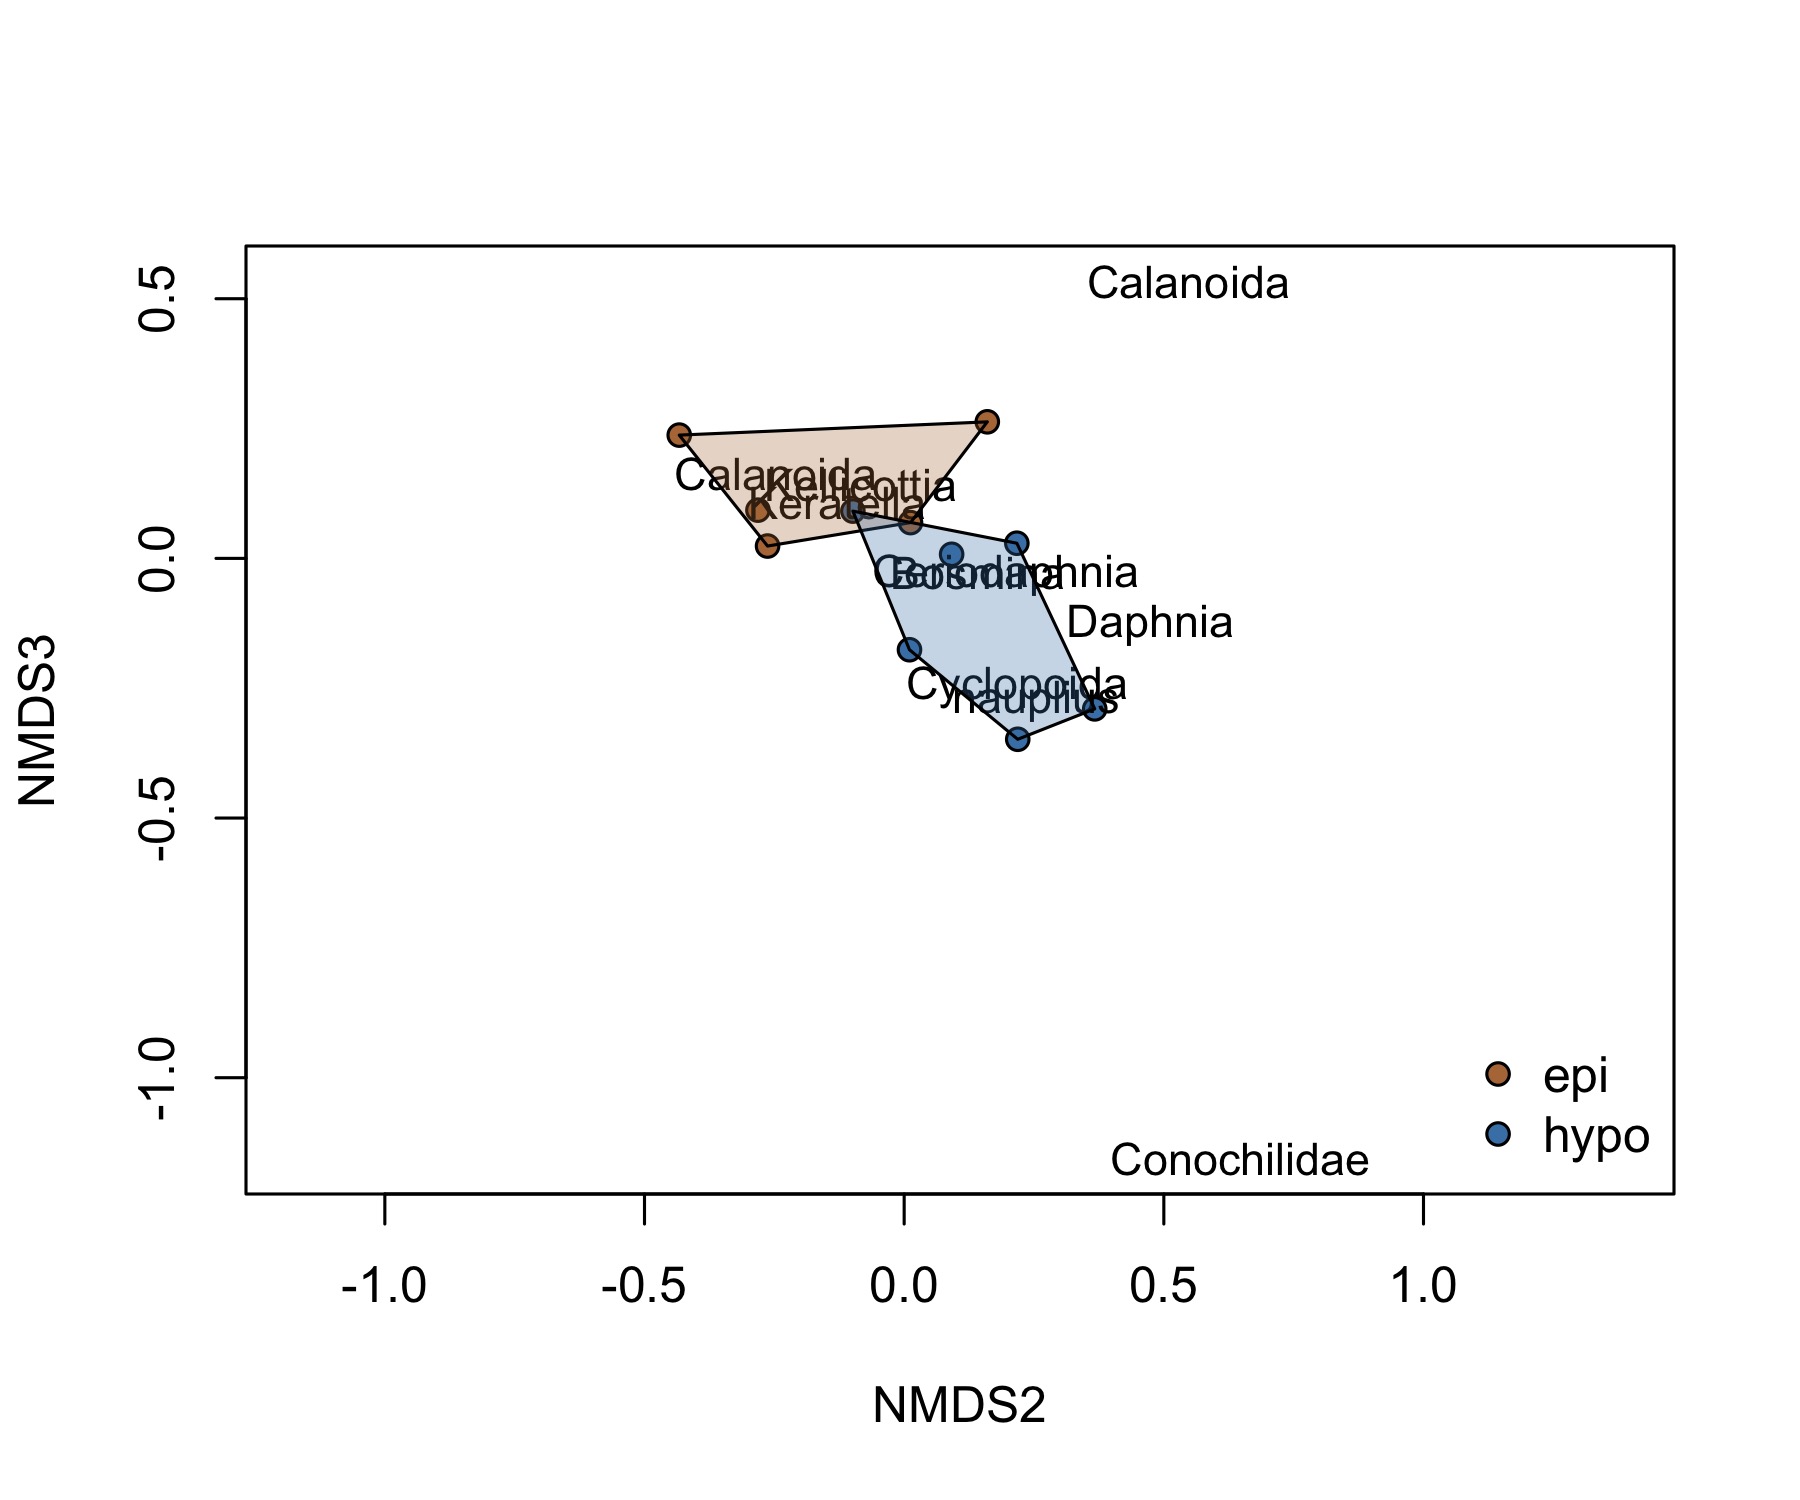 Calanoida
Calanoida
Kellicottia
Keratella
Ceriodaphnia
Bosmina
Daphnia
Cyclopoida
nauplius
Conochilidae
epi
hypo
0.5
0.0
-0.5
-1.0
NMDS3
-1.0
-0.5
0.0
0.5
1.0
NMDS2